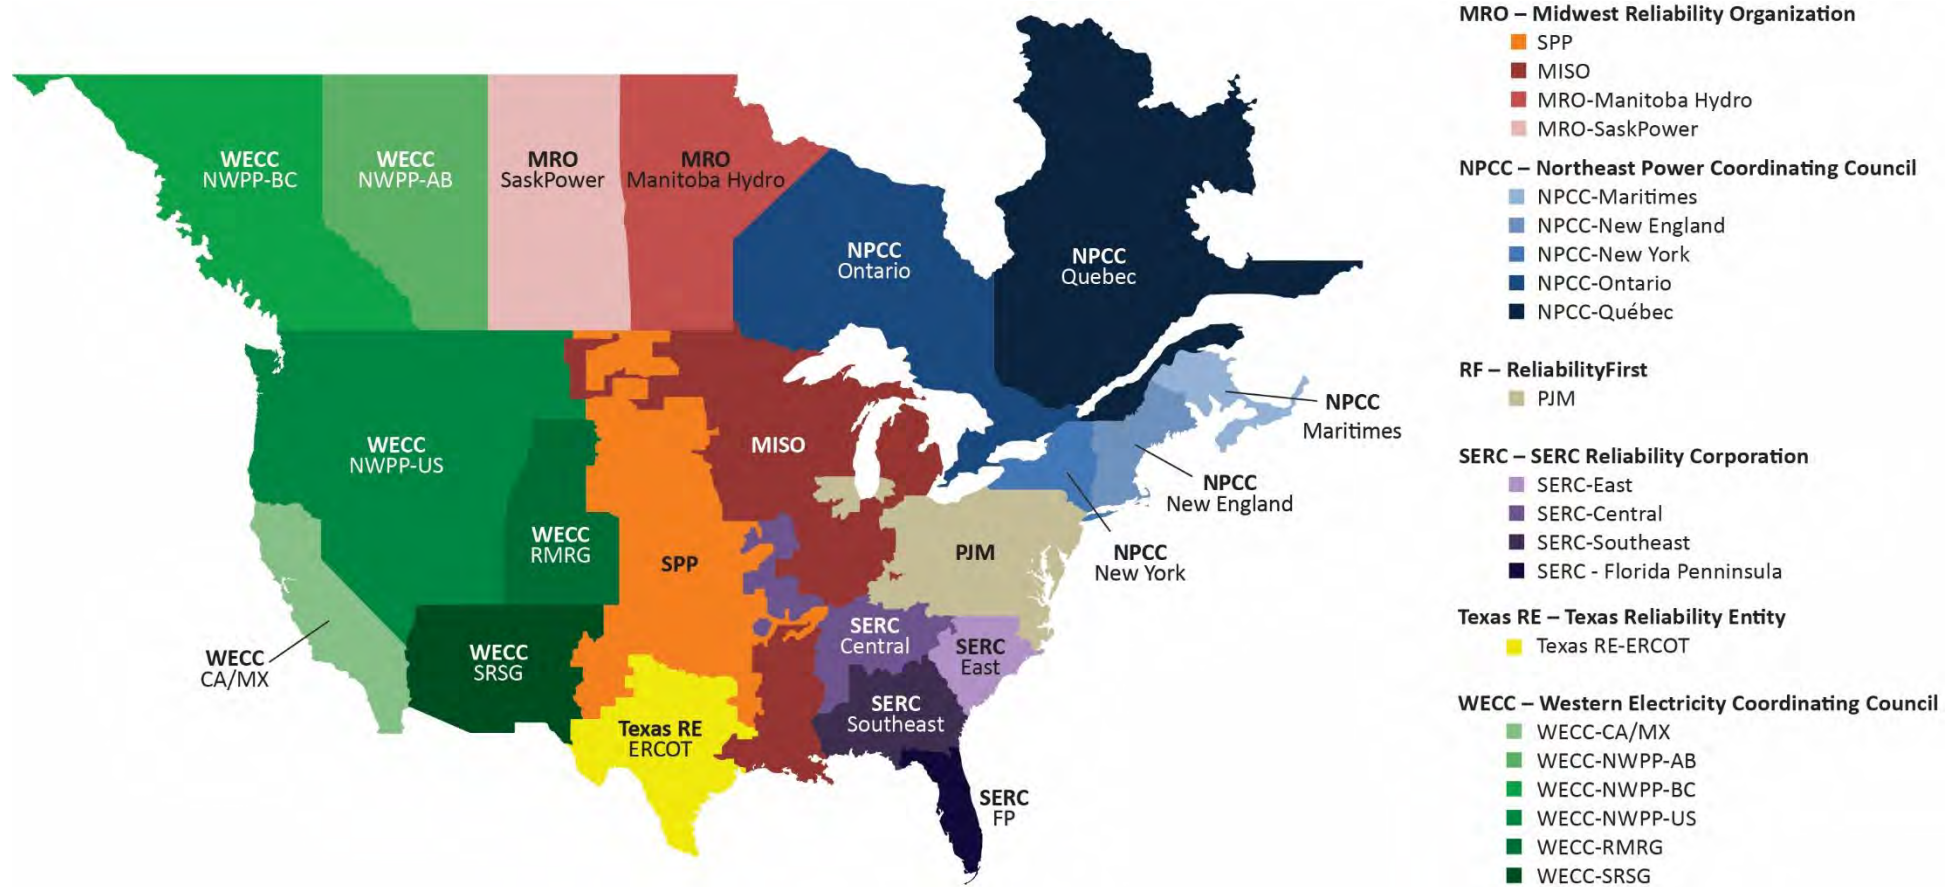 WECC
NWPP-BC
WECC
NWPP-AB
MRO
SaskPower
MRO
Manitoba Hydro
NPCC
Ontario
NPCC
Quebec
NPCC
Maritimes
WECC
NWPP-US
MISO
NPCC
New England
WECC
RMRG
SPP
PJM
NPCC
New York
WECC
CA/MX
WECC
SRSG
SERC
Central
SERC
East
SERC
Southeast
Texas RE
ERCOT
SERC
FP
MRO – Midwest Reliability Organization
SPP
MISO
MRO-Manitoba Hydro
MRO-SaskPower
NPCC – Northeast Power Coordinating Council
NPCC-Maritimes
NPCC-New England
NPCC-New York
NPCC-Ontario
NPCC-Québec
RF – ReliabilityFirst
PJM
SERC – SERC Reliability Corporation
SERC-East
SERC-Central
SERC-Southeast
SERC - Florida Penninsula
Texas RE – Texas Reliability Entity
Texas RE-ERCOT
WECC – Western Electricity Coordinating Council
WECC-CA/MX
WECC-NWPP-AB
WECC-NWPP-BC
WECC-NWPP-US
WECC-RMRG
WECC-SRSG